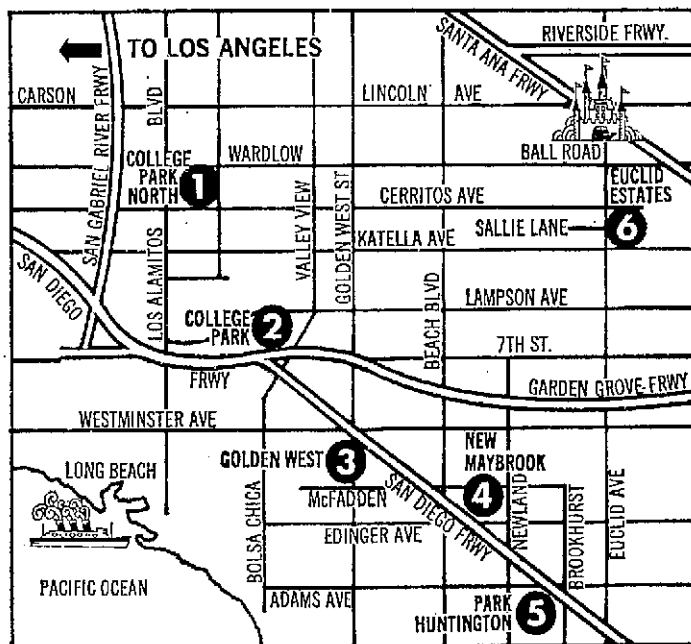 TO LOS ANGELES
RIVERSIDE FRWY.
SANTA ANA FRWY
CARSON
BLVD
LINCOLN AVE
SAN GABRIEL RIVER FRWY
COLLEGE
PARK
NORTH
1
WARDLOW
BALL ROAD
EUCLID
ESTATES
6
CERRITOS AVE
SALLIE LANE
KATELLA AVE
VALLEY VIEW
GOLDEN WEST ST
SAN DIEGO
LOS ALAMITOS
BEACH BLVD
LAMPSON AVE
COLLEGE
PARK
2
7TH ST.
FRWY
GARDEN GROVE FRWY
WESTMINSTER AVE
GOLDEN WEST
3
NEW
MAYBROOK
4
LONG BEACH
McFADDEN
SAN DIEGO FRWY
NEWLAND
BROOKHURST
EUCLID AVE
BOLSA CHICA
EDINGER AVE
PACIFIC OCEAN
ADAMS AVE
PARK
HUNTINGTON
5